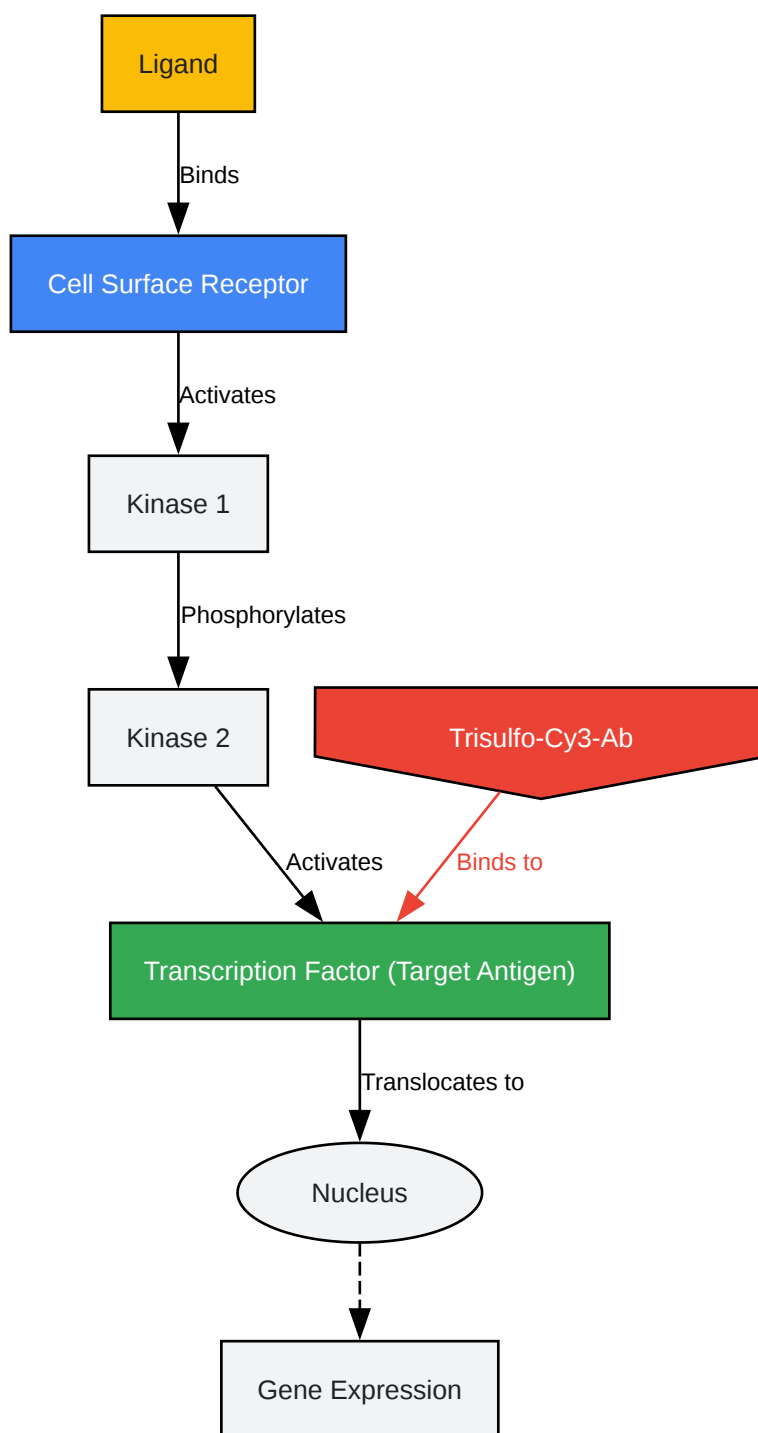 Ligand
Binds
Cell Surface Receptor
Activates
Kinase 1
Phosphorylates
Kinase 2
Trisulfo-Cy3-Ab
Activates
Binds to
Transcription Factor (Target Antigen)
Translocates to
Nucleus
Gene Expression